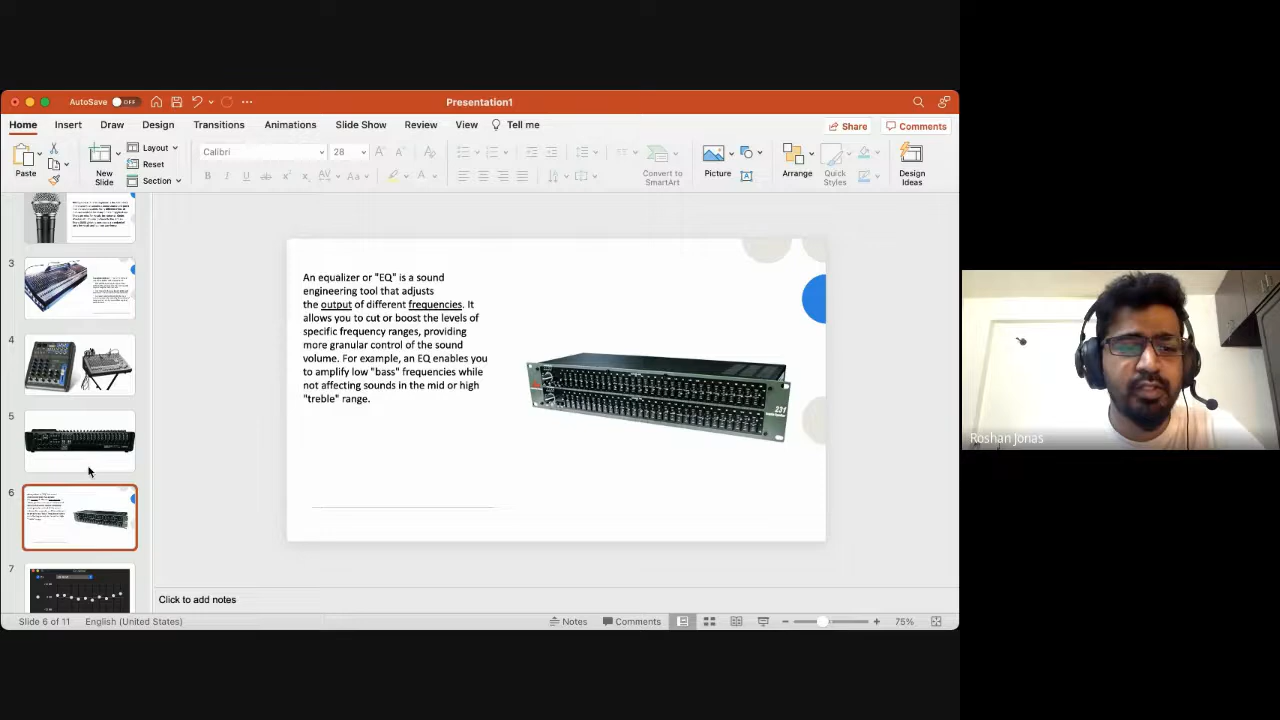 AutoSave OFF
Presentation1
Home Insert Draw Design Transitions Animations Slide Show Review View Tell me
Share Comments
Paste
New Slide
Layout
Reset
Section
Calibri 28
Convert to SmartArt
Picture
Arrange
Quick Styles
Design Ideas
3
4
5
6
7
An equalizer or "EQ" is a sound
engineering tool that adjusts
the output of different frequencies. It
allows you to cut or boost the levels of
specific frequency ranges, providing
more granular control of the sound
volume. For example, an EQ enables you
to amplify low "bass" frequencies while
not affecting sounds in the mid or high
"treble" range.
231
Roshan Jonas
Click to add notes
Slide 6 of 11 English (United States)
Notes Comments 75%